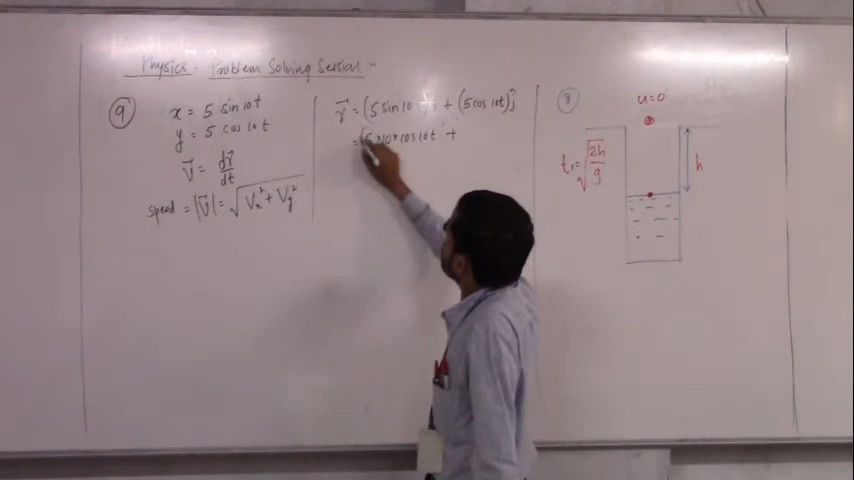 Physics. Problem Solving Session :-
9
x = 5 sin 10t
y = 5 cos 10t
V⃗ = dr⃗/dt
Speed = |V⃗| = √(Vx² + Vy²)
r⃗ = (5 sin 10 î + (5 cos 10t) ĵ
= (5×10× cos 10t +
8
u=0
t₁ = √(2h/g)
h